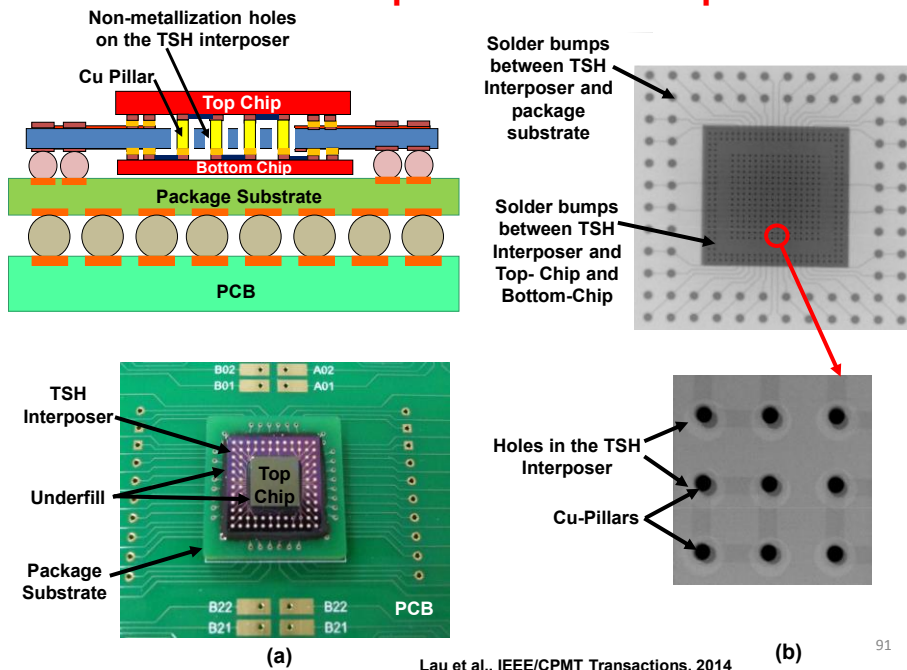 Non-metallization holes
on the TSH interposer
Cu Pillar
Top Chip
Bottom Chip
Package Substrate
PCB
Solder bumps
between TSH
Interposer and
package
substrate
Solder bumps
between TSH
Interposer and
Top- Chip and
Bottom-Chip
TSH
Interposer
Underfill
Package
Substrate
B02
A02
B01
A01
Top
Chip
B22
B22
B21
B21
PCB
(a)
Holes in the TSH
Interposer
Cu-Pillars
(b)
Lau et al., IEEE/CPMT Transactions, 2014
91